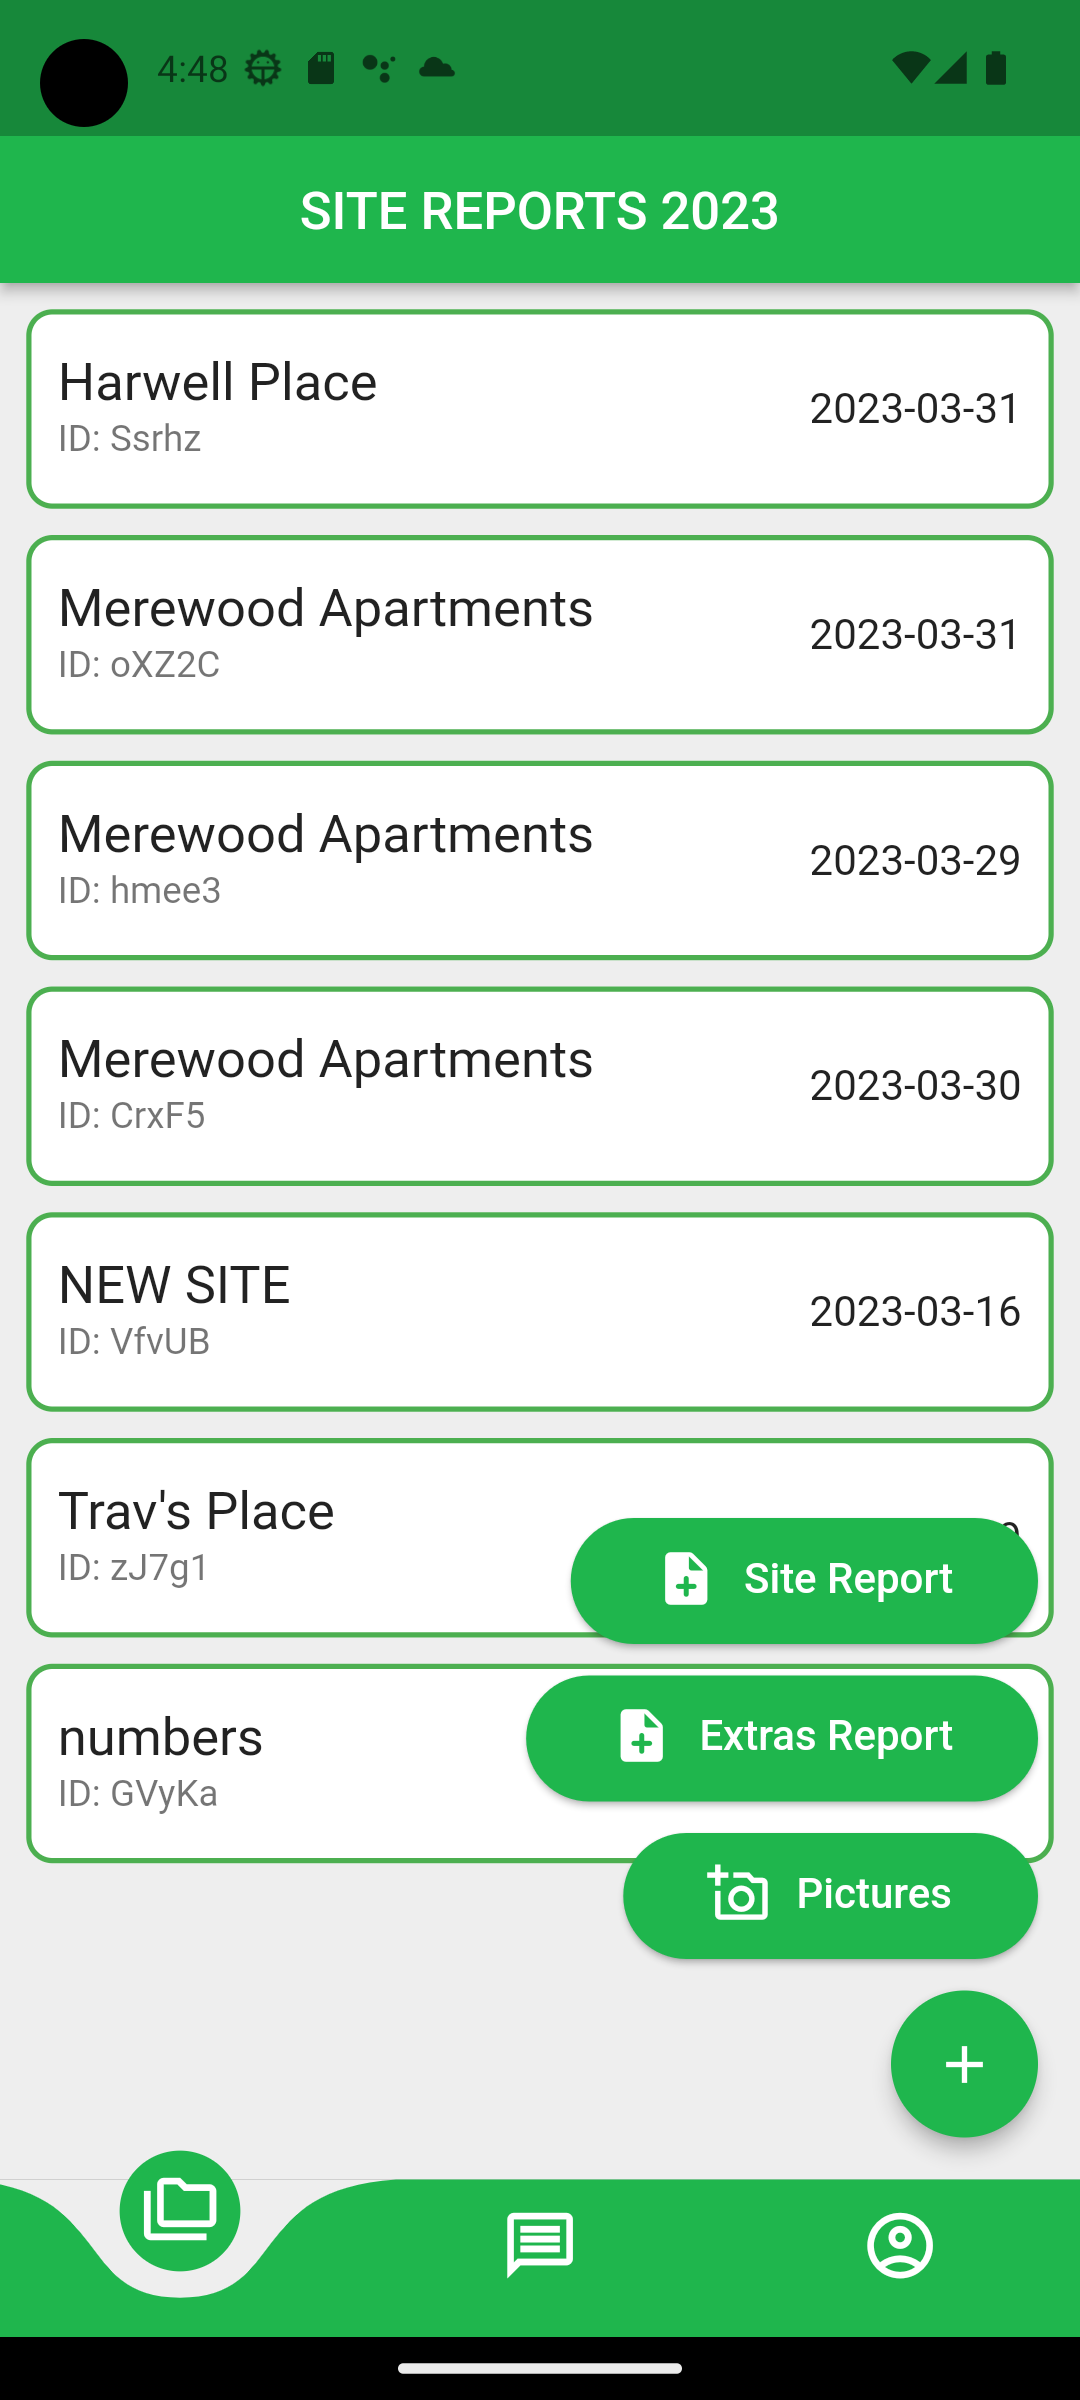 4:48
SITE REPORTS 2023
Harwell Place
ID: Ssrhz
2023-03-31
Merewood Apartments
ID: oXZ2C
2023-03-31
Merewood Apartments
ID: hmee3
2023-03-29
Merewood Apartments
ID: CrxF5
2023-03-30
NEW SITE
ID: VfvUB
2023-03-16
Trav's Place
ID: zJ7g1
Site Report
numbers
ID: GVyKa
Extras Report
Pictures